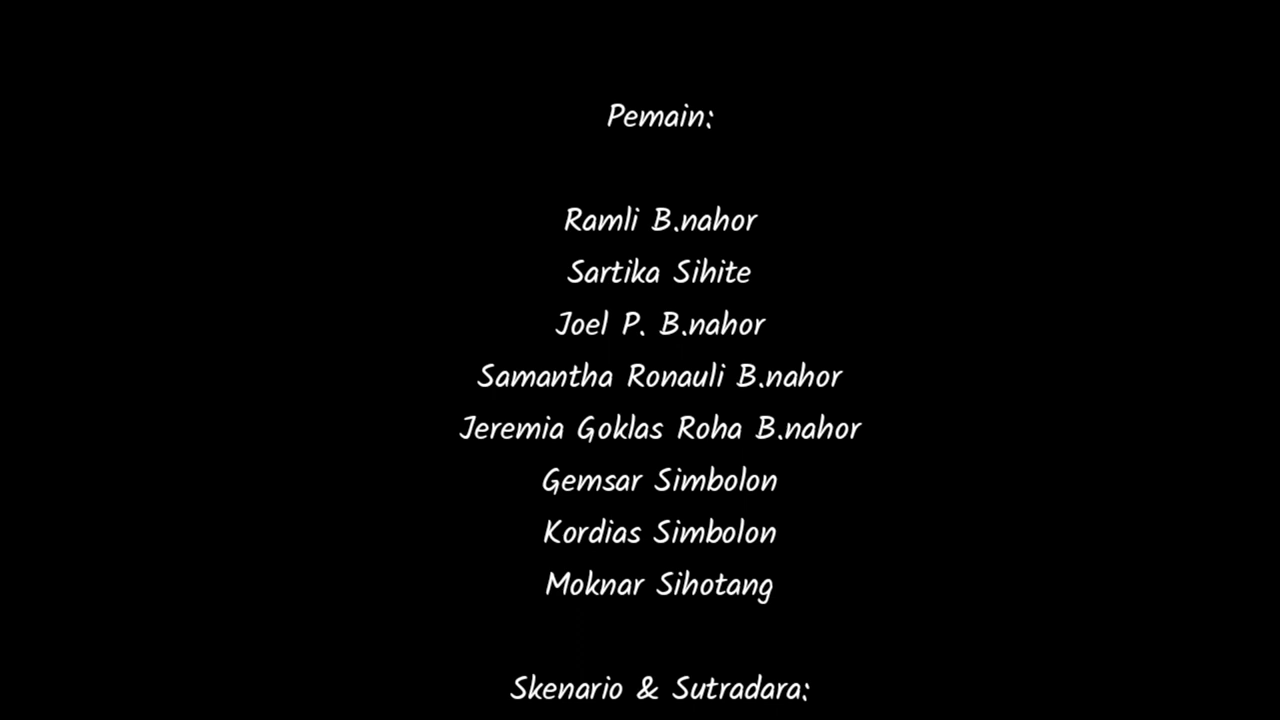 Pemain:
Ramli B.nahor
Sartika Sihite
Joel P. B.nahor
Samantha Ronauli B.nahor
Jeremia Goklas Roha B.nahor
Gemsar Simbolon
Kordias Simbolon
Moknar Sihotang
Skenario & Sutradara: